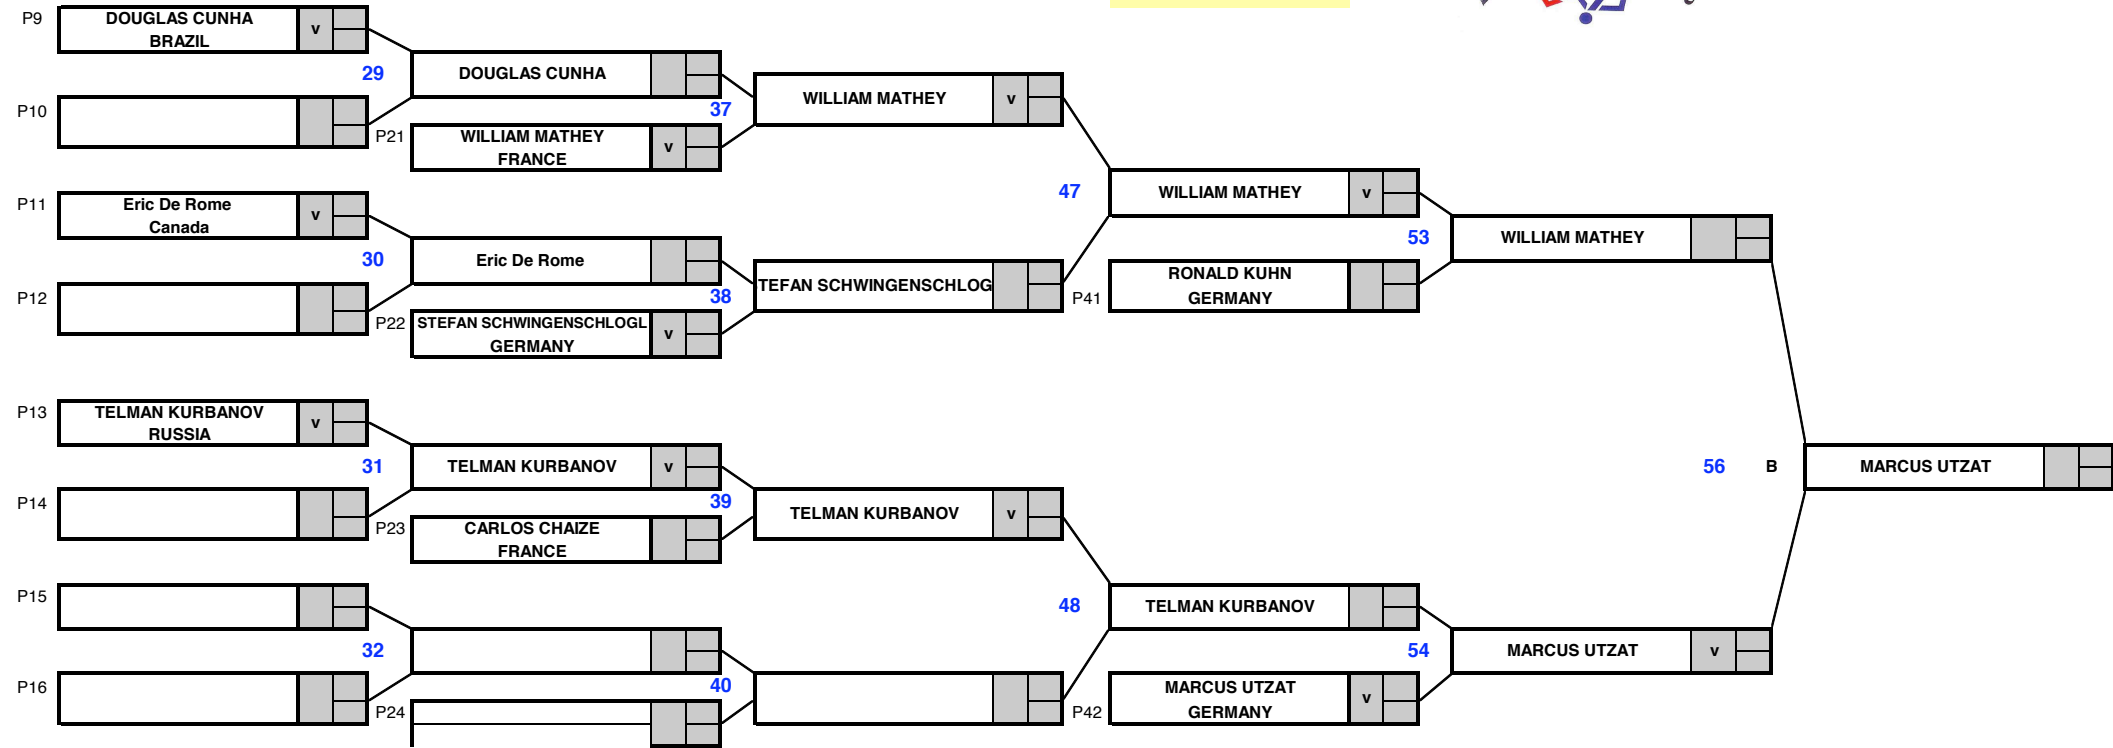 P9
DOUGLAS CUNHA
BRAZIL
v
29
DOUGLAS CUNHA
P10
37
WILLIAM MATHEY
v
P21
WILLIAM MATHEY
FRANCE
v
P11
Eric De Rome
Canada
v
47
WILLIAM MATHEY
v
30
Eric De Rome
53
WILLIAM MATHEY
P12
38
TEFAN SCHWINGENSCHLOG
P41
RONALD KUHN
GERMANY
P22
STEFAN SCHWINGENSCHLOGL
GERMANY
v
P13
TELMAN KURBANOV
RUSSIA
v
31
TELMAN KURBANOV
v
56
B
MARCUS UTZAT
P14
39
TELMAN KURBANOV
v
P23
CARLOS CHAIZE
FRANCE
P15
48
TELMAN KURBANOV
32
54
MARCUS UTZAT
v
P16
40
P24
P42
MARCUS UTZAT
GERMANY
v